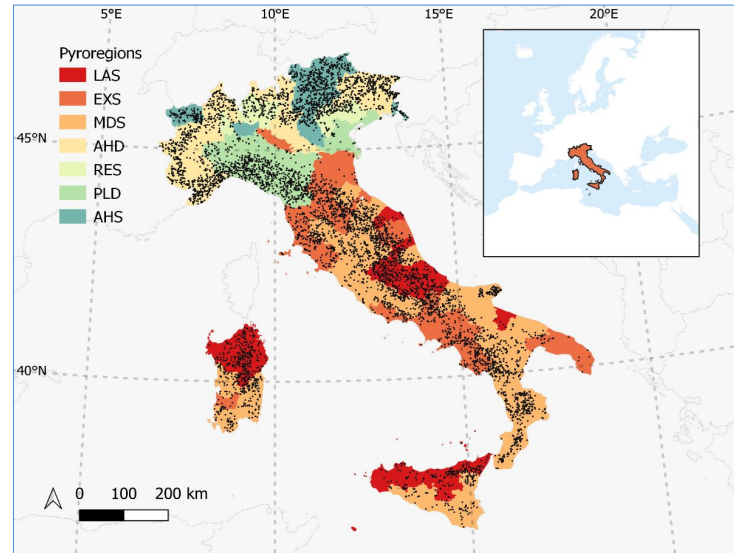 5°E 10°E 15°E 20°E
Pyroregions
LAS
EXS
MDS
AHD
RES
PLD
AHS
45°N
40°N
0 100 200 km